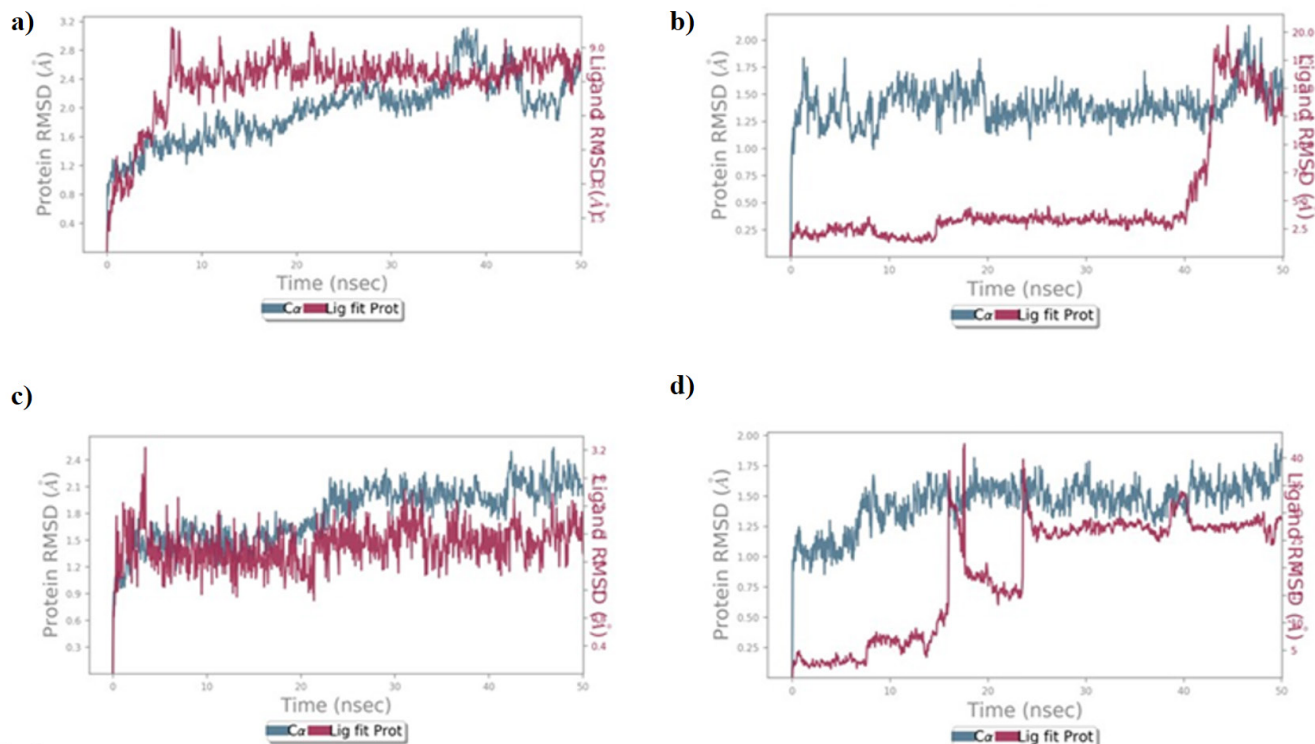 a)
Protein RMSD (Å)
3.2
2.8
2.4
2.0
1.6
1.2
0.8
0.4
9.0
Ligand RMSD (Å)
0 10 20 30 40 50
Time (nsec)
Cα Lig fit Prot
b)
Protein RMSD (Å)
2.00
1.75
1.50
1.25
1.00
0.75
0.50
0.25
20.0
2.5
Ligand RMSD (Å)
0 10 20 30 40 50
Time (nsec)
Cα Lig fit Prot
c)
Protein RMSD (Å)
2.4
2.1
1.8
1.5
1.2
0.9
0.6
0.3
3.2
0.4
Ligand RMSD (Å)
0 10 20 30 40 50
Time (nsec)
Cα Lig fit Prot
d)
Protein RMSD (Å)
2.00
1.75
1.50
1.25
1.00
0.75
0.50
0.25
40
5
Ligand RMSD (Å)
0 10 20 30 40 50
Time (nsec)
Cα Lig fit Prot